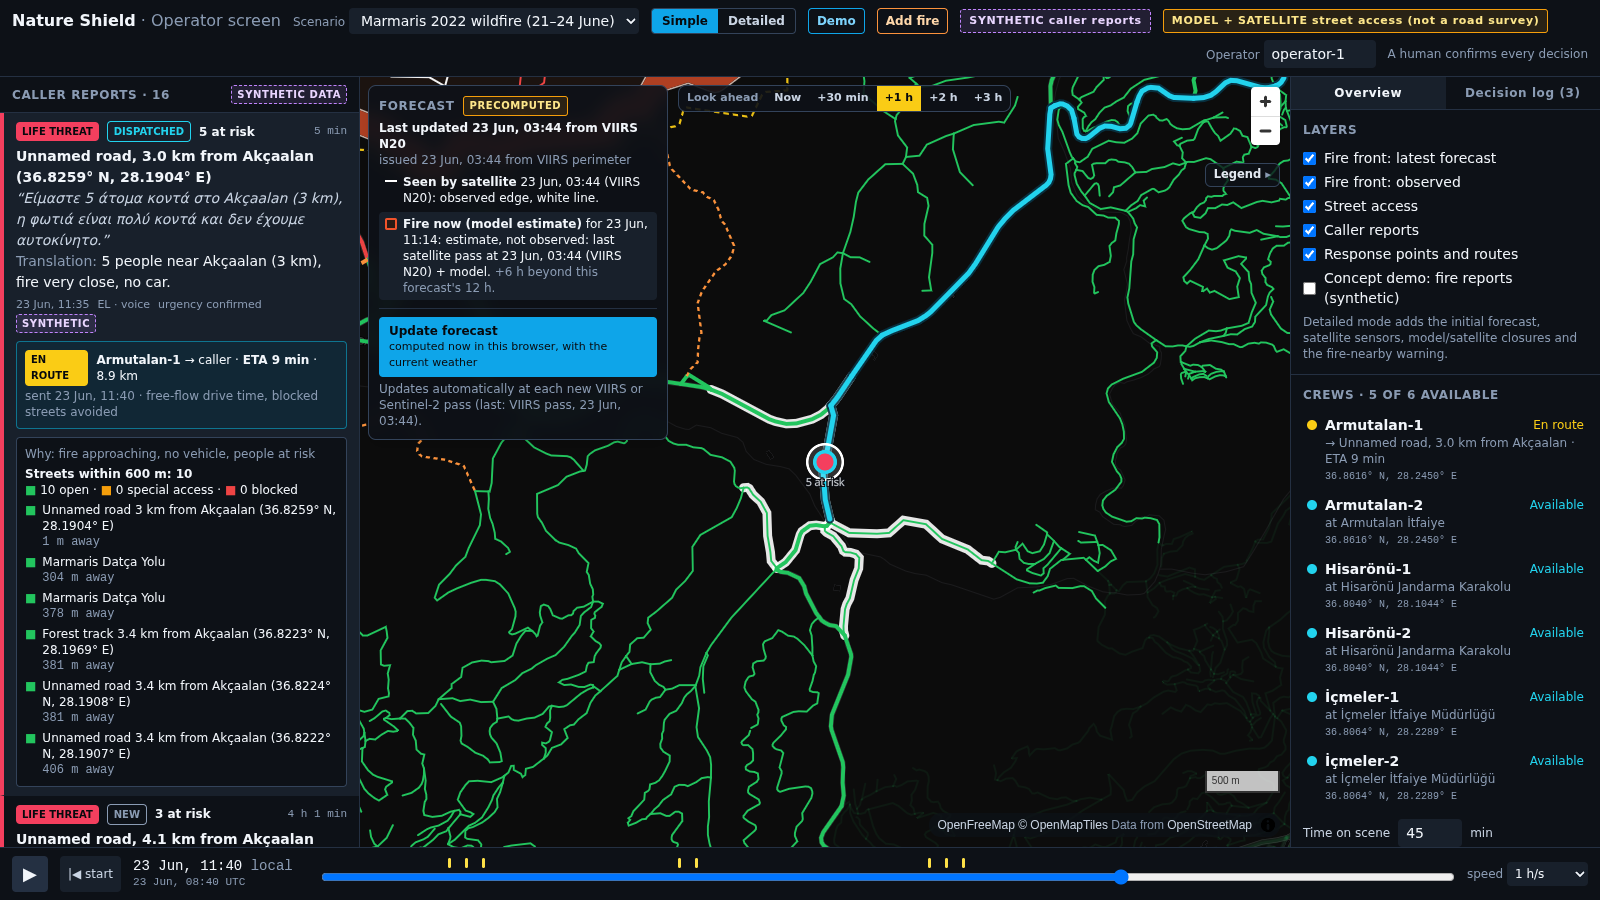 Nature Shield · Operator screen
Scenario
Marmaris 2022 wildfire (21–24 June)
Simple
Detailed
Demo
Add fire
SYNTHETIC caller reports
MODEL + SATELLITE street access (not a road survey)
Operator
operator-1
A human confirms every decision
CALLER REPORTS · 16
SYNTHETIC DATA
LIFE THREAT
DISPATCHED
5 at risk
5 min
Unnamed road, 3.0 km from Akçaalan
(36.8259° N, 28.1904° E)
“Είμαστε 5 άτομα κοντά στο Akçaalan (3 km),
η φωτιά είναι πολύ κοντά και δεν έχουμε
αυτοκίνητο.”
Translation: 5 people near Akçaalan (3 km),
fire very close, no car.
23 Jun, 11:35 EL · voice urgency confirmed
SYNTHETIC
EN
ROUTE
Armutalan-1 → caller · ETA 9 min ·
8.9 km
sent 23 Jun, 11:40 · free-flow drive time, blocked
streets avoided
Why: fire approaching, no vehicle, people at risk
Streets within 600 m: 10
10 open · 0 special access · 0 blocked
Unnamed road 3 km from Akçaalan (36.8259° N,
28.1904° E)
1 m away
Marmaris Datça Yolu
304 m away
Marmaris Datça Yolu
378 m away
Forest track 3.4 km from Akçaalan (36.8223° N,
28.1969° E)
381 m away
Unnamed road 3.4 km from Akçaalan (36.8224°
N, 28.1908° E)
381 m away
Unnamed road 3.4 km from Akçaalan (36.8222°
N, 28.1907° E)
406 m away
LIFE THREAT
NEW
3 at risk
4 h 1 min
Unnamed road, 4.1 km from Akçaalan
FORECAST
PRECOMPUTED
Last updated 23 Jun, 03:44 from VIIRS
N20
issued 23 Jun, 03:44 from VIIRS perimeter
Seen by satellite 23 Jun, 03:44 (VIIRS
N20): observed edge, white line.
Fire now (model estimate) for 23 Jun,
11:14: estimate, not observed: last
satellite pass at 23 Jun, 03:44 (VIIRS
N20) + model. +6 h beyond this
forecast's 12 h.
Update forecast
computed now in this browser, with the
current weather
Updates automatically at each new VIIRS or
Sentinel-2 pass (last: VIIRS pass, 23 Jun,
03:44).
Look ahead
Now
+30 min
+1 h
+2 h
+3 h
+
−
Legend ▸
5 at risk
500 m
OpenFreeMap © OpenMapTiles Data from OpenStreetMap
Overview
Decision log (3)
LAYERS
Fire front: latest forecast
Fire front: observed
Street access
Caller reports
Response points and routes
Concept demo: fire reports
(synthetic)
Detailed mode adds the initial forecast,
satellite sensors, model/satellite closures and
the fire-nearby warning.
CREWS · 5 OF 6 AVAILABLE
Armutalan-1
En route
→ Unnamed road, 3.0 km from Akçaalan ·
ETA 9 min
36.8616° N, 28.2450° E
Armutalan-2
Available
at Armutalan İtfaiye
36.8616° N, 28.2450° E
Hisarönü-1
Available
at Hisarönü Jandarma Karakolu
36.8040° N, 28.1044° E
Hisarönü-2
Available
at Hisarönü Jandarma Karakolu
36.8040° N, 28.1044° E
İçmeler-1
Available
at İçmeler İtfaiye Müdürlüğü
36.8064° N, 28.2289° E
İçmeler-2
Available
at İçmeler İtfaiye Müdürlüğü
36.8064° N, 28.2289° E
Time on scene
45
min
▶
|◀ start
23 Jun, 11:40 local
23 Jun, 08:40 UTC
speed
1 h/s